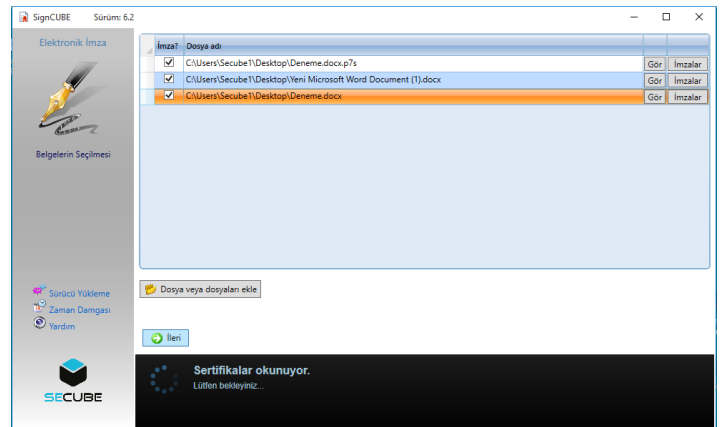 SignCUBE Sürüm: 6.2
Elektronik İmza
Belgelerin Seçilmesi
Sürücü Yükleme
Zaman Damgası
Yardım
SECUBE
İmza? Dosya adı
C:\Users\Secube1\Desktop\Deneme.docx.p7s Gör İmzalar
C:\Users\Secube1\Desktop\Yeni Microsoft Word Document (1).docx Gör İmzalar
C:\Users\Secube1\Desktop\Deneme.docx Gör İmzalar
Dosya veya dosyaları ekle
İleri
Sertifikalar okunuyor.
Lütfen bekleyiniz...